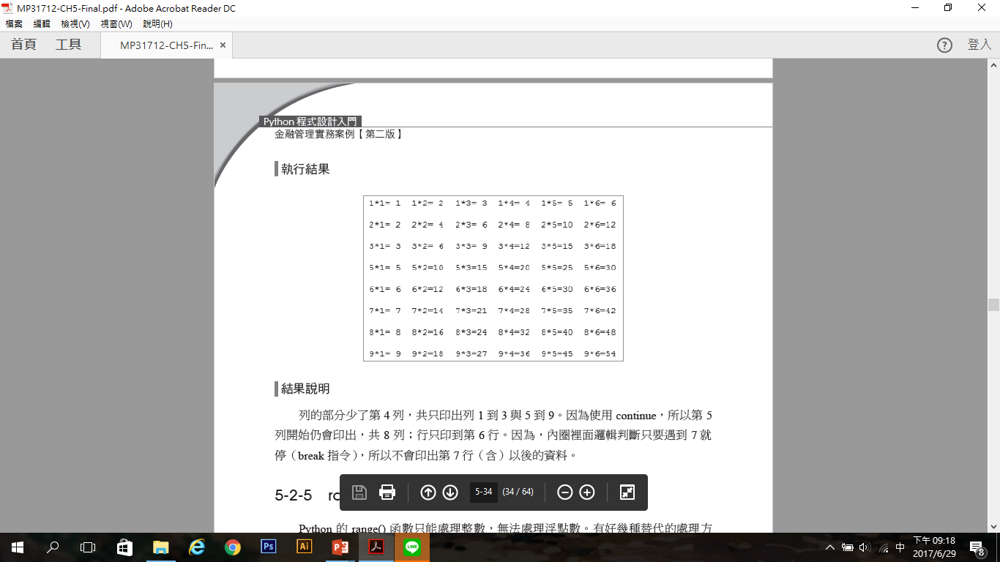 MP31712-CH5-Final.pdf - Adobe Acrobat Reader DC
檔案 編輯 檢視(V) 視窗(W) 說明(H)
首頁 工具 MP31712-CH5-Fin... × ? 登入
Python 程式設計入門
金融管理實務案例【第二版】
執行結果
1*1= 1 1*2= 2 1*3= 3 1*4= 4 1*5= 5 1*6= 6
2*1= 2 2*2= 4 2*3= 6 2*4= 8 2*5=10 2*6=12
3*1= 3 3*2= 6 3*3= 9 3*4=12 3*5=15 3*6=18
5*1= 5 5*2=10 5*3=15 5*4=20 5*5=25 5*6=30
6*1= 6 6*2=12 6*3=18 6*4=24 6*5=30 6*6=36
7*1= 7 7*2=14 7*3=21 7*4=28 7*5=35 7*6=42
8*1= 8 8*2=16 8*3=24 8*4=32 8*5=40 8*6=48
9*1= 9 9*2=18 9*3=27 9*4=36 9*5=45 9*6=54
結果說明
列的部分少了第 4 列，共只印出列 1 到 3 與 5 到 9。因為使用 continue，所以第 5
列開始仍會印出，共 8 列；行只印到第 6 行。因為，內圈裡面邏輯判斷只要遇到 7 就
停（break 指令），所以不會印出第 7 行（含）以後的資料。
5-2-5
5-34 (34 / 64)
Python 的 range() 函數只能處理整數，無法處理浮點數。有好幾種替代的處理方
Ps Ai LINE 中 下午 09:18
2017/6/29 8